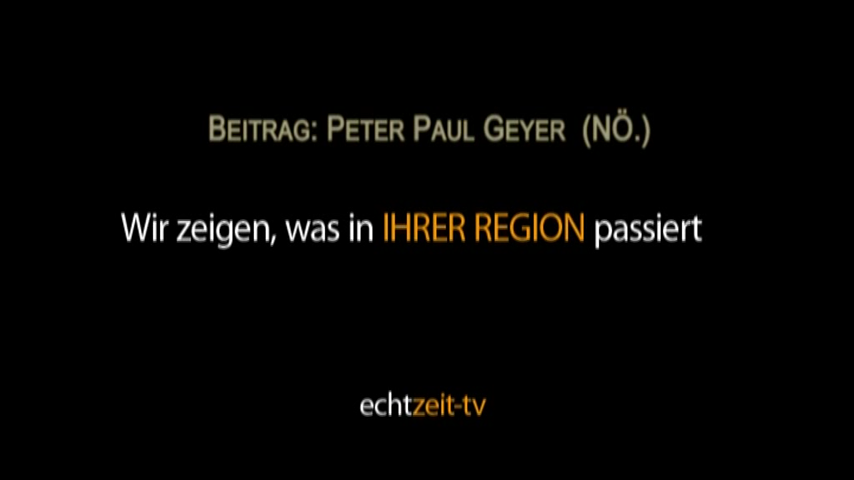 BEITRAG: PETER PAUL GEYER (NÖ.)
Wir zeigen, was in IHRER REGION passiert
echtzeit-tv